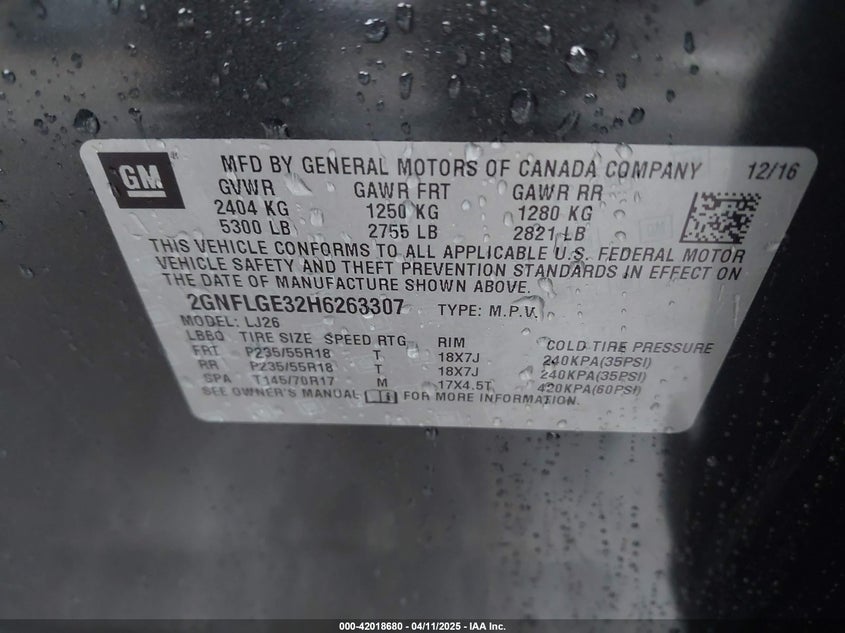 GM
MFD BY GENERAL MOTORS OF CANADA COMPANY 12/16
GVWR GAWR FRT GAWR RR
2404 KG 1250 KG 1280 KG
5300 LB 2755 LB 2821 LB
THIS VEHICLE CONFORMS TO ALL APPLICABLE U.S. FEDERAL MOTOR
VEHICLE SAFETY AND THEFT PREVENTION STANDARDS IN EFFECT ON
THE DATE OF MANUFACTURE SHOWN ABOVE.
2GNFLGE32H6263307 TYPE: M.P.V.
MODEL: LJ26
LBBQ TIRE SIZE SPEED RTG RIM COLD TIRE PRESSURE
FRT P235/55R18 T 18X7J 240KPA(35PSI)
RR P235/55R18 T 18X7J 240KPA(35PSI)
SPA T145/70R17 M 17X4.5T 420KPA(60PSI)
SEE OWNER'S MANUAL FOR MORE INFORMATION.
000-42018680 - 04/11/2025 - IAA Inc.